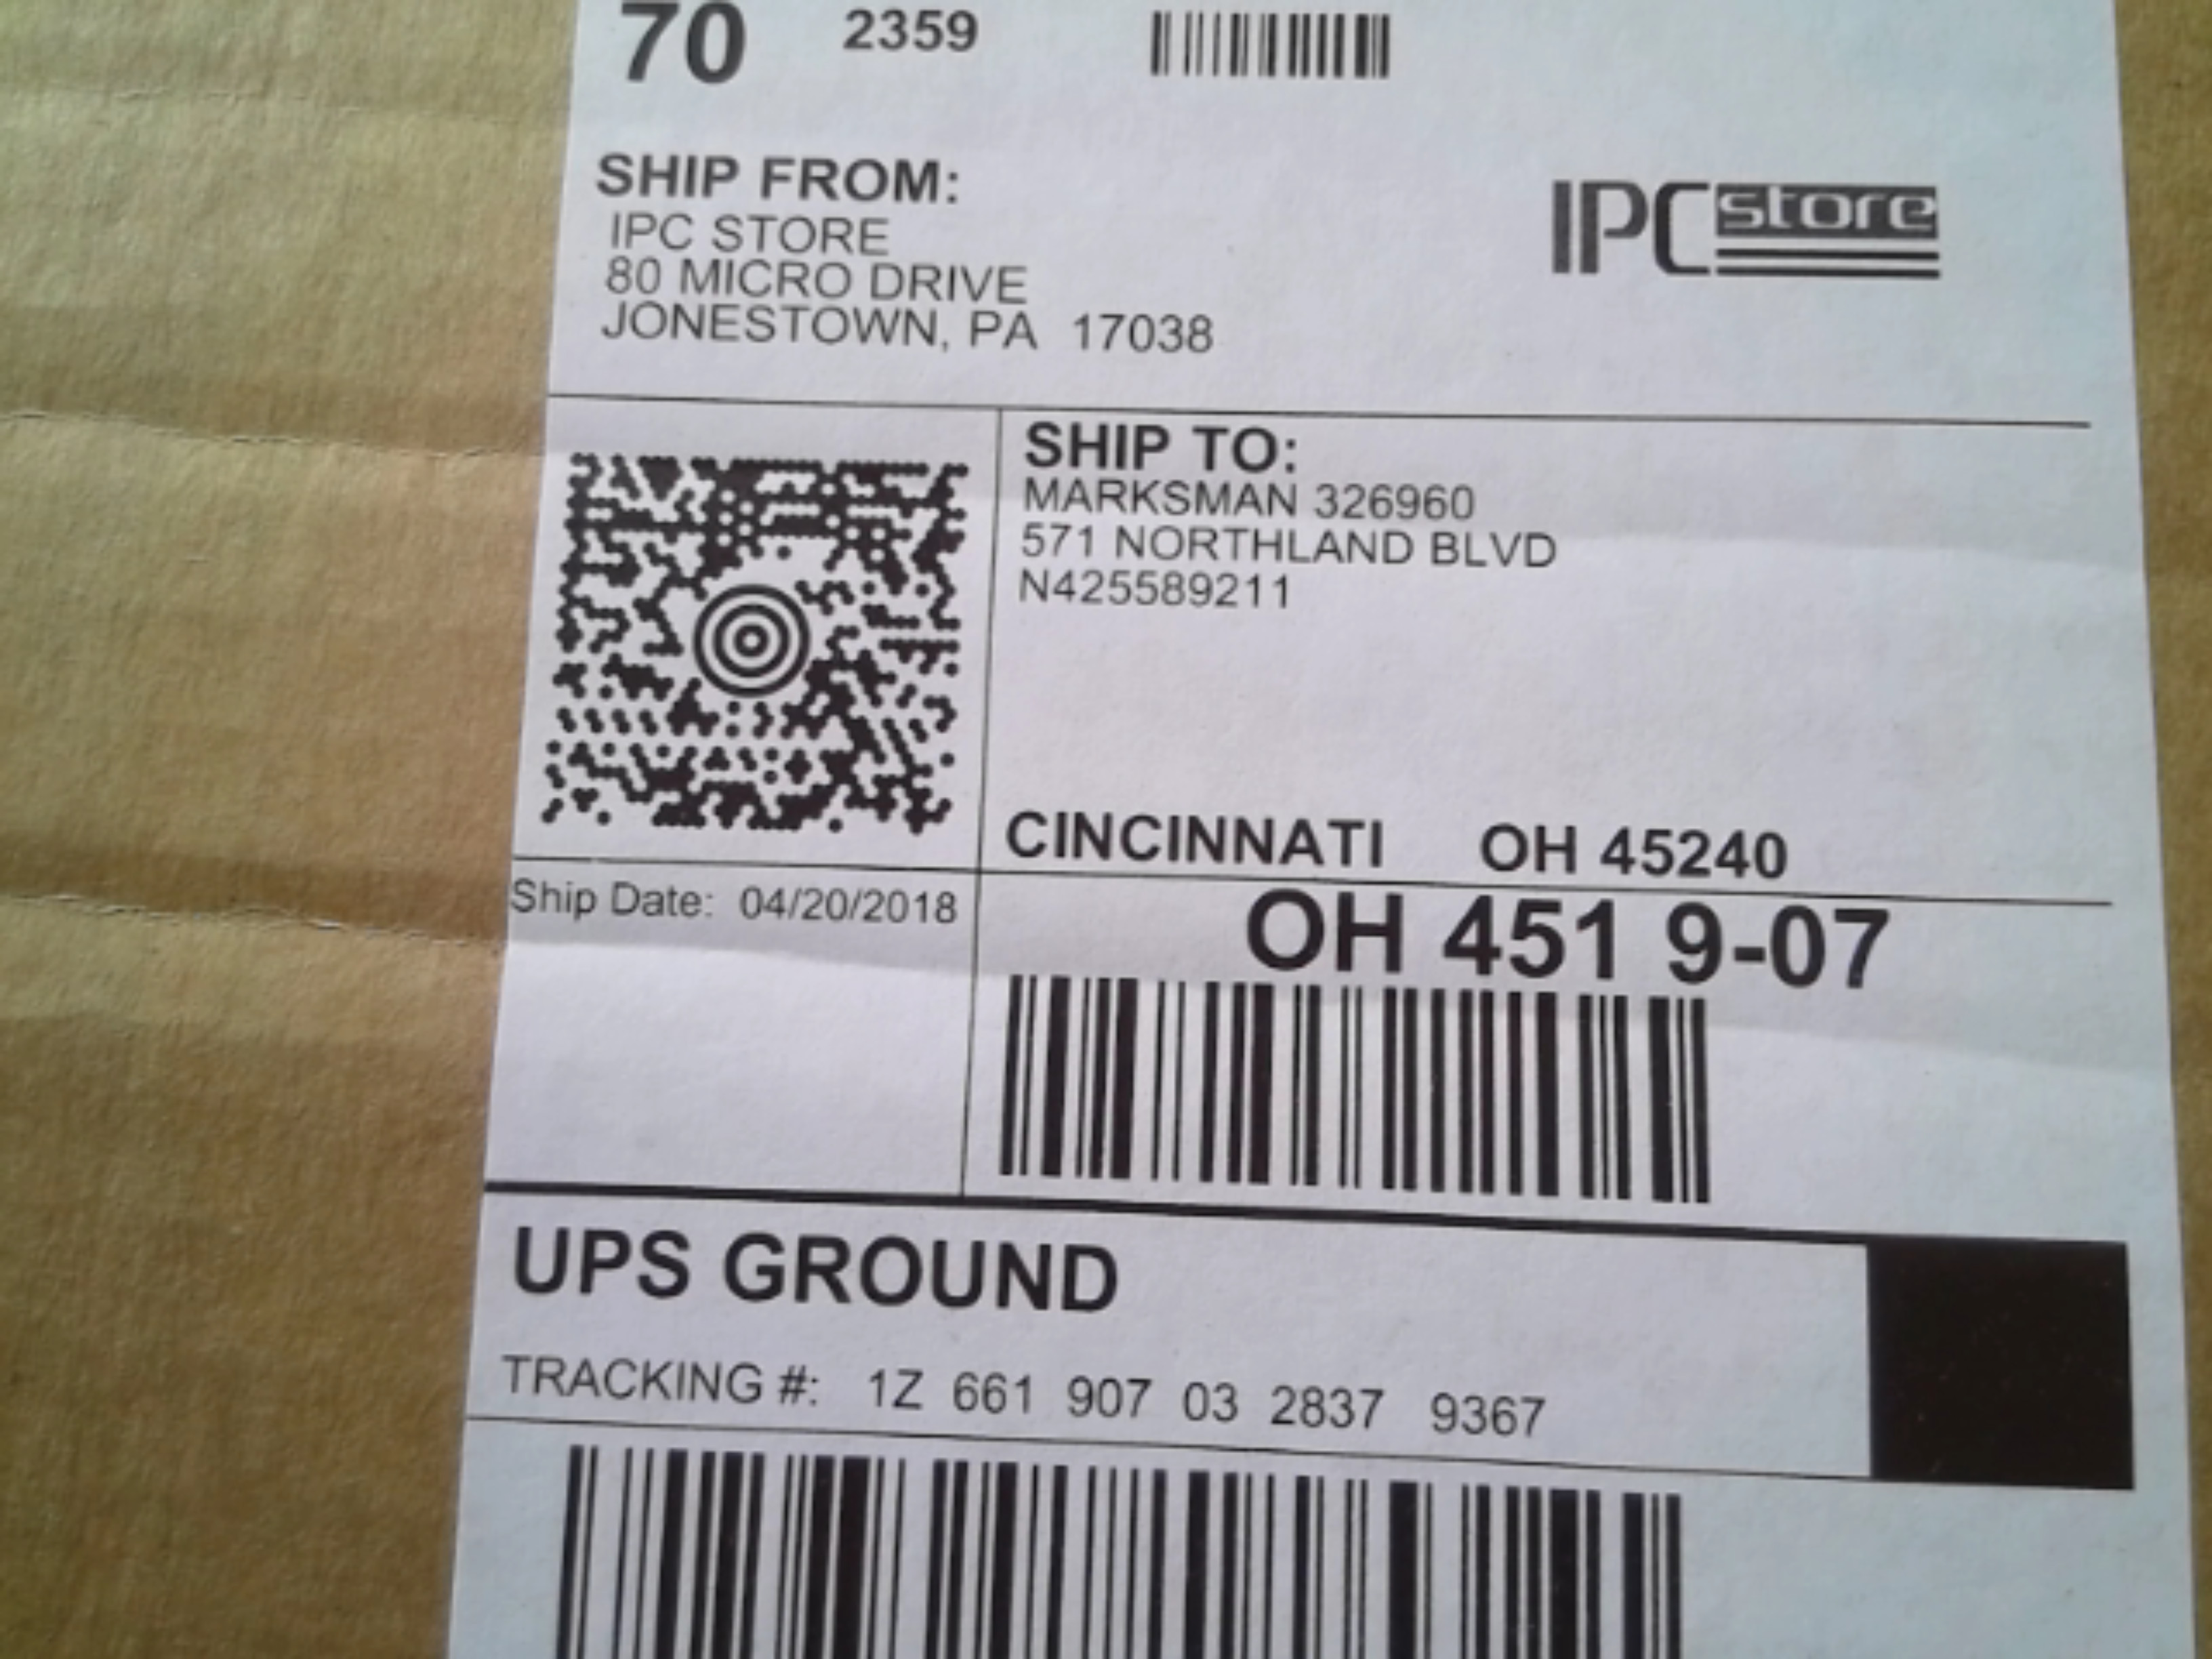 70 2359
SHIP FROM:
IPC STORE
80 MICRO DRIVE
JONESTOWN, PA 17038
IPC store
SHIP TO:
MARKSMAN 326960
571 NORTHLAND BLVD
N425589211
CINCINNATI OH 45240
Ship Date: 04/20/2018
OH 451 9-07
UPS GROUND
TRACKING #: 1Z 661 907 03 2837 9367